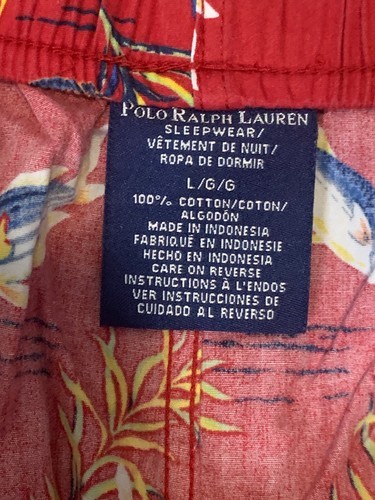 POLO RALPH LAUREN
SLEEPWEAR/
VÊTEMENT DE NUIT/
ROPA DE DORMIR
L/G/G
100% COTTON/COTON/
ALGODÓN
MADE IN INDONESIA
FABRIQUÉ EN INDONESIE
HECHO EN INDONESIA
CARE ON REVERSE
INSTRUCTIONS À L'ENDOS
VER INSTRUCCIONES DE
CUIDADO AL REVERSO